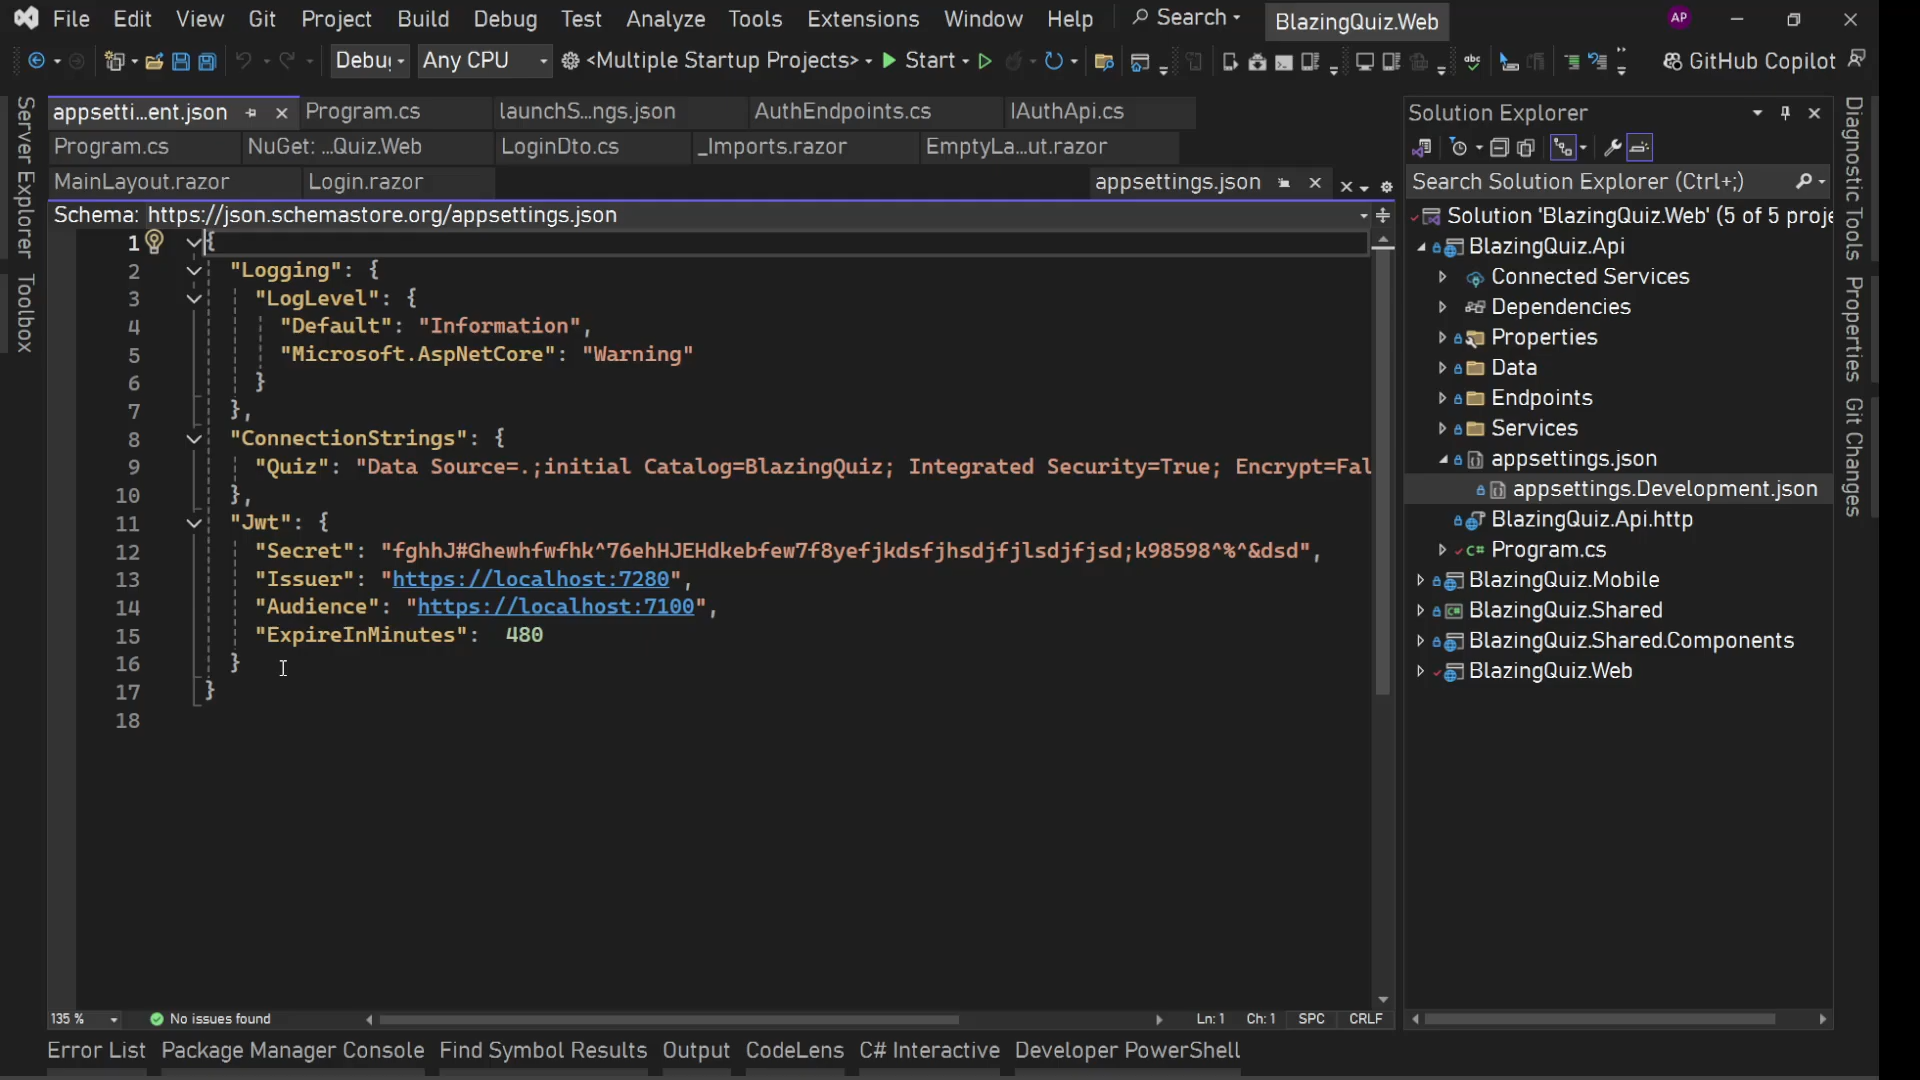 File Edit View Git Project Build Debug Test Analyze Tools Extensions Window Help Search BlazingQuiz.Web AP
Any CPU <Multiple Startup Projects> Start GitHub Copilot
appsetti...ent.json Program.cs launchS...ngs.json AuthEndpoints.cs IAuthApi.cs
Program.cs NuGet: ...Quiz.Web LoginDto.cs _Imports.razor EmptyLa...ut.razor
MainLayout.razor Login.razor appsettings.json
Schema: https://json.schemastore.org/appsettings.json
1 {
2 "Logging": {
3 "LogLevel": {
4 "Default": "Information",
5 "Microsoft.AspNetCore": "Warning"
6 }
7 },
8 "ConnectionStrings": {
9 "Quiz": "Data Source=.;initial Catalog=BlazingQuiz; Integrated Security=True; Encrypt=Fal
10 },
11 "Jwt": {
12 "Secret": "fghhJ#Ghewhfwfhk^76ehHJEHdkebfew7f8yefjkdsfjhsdjfjlsdjfjsd;k98598^%^&dsd",
13 "Issuer": "https://localhost:7280",
14 "Audience": "https://localhost:7100",
15 "ExpireInMinutes": 480
16 }
17 }
18
135 % No issues found Ln: 1 Ch: 1 SPC CRLF
Error List Package Manager Console Find Symbol Results Output CodeLens C# Interactive Developer PowerShell
Server Explorer
Toolbox
Solution Explorer
Search Solution Explorer (Ctrl+;)
Solution 'BlazingQuiz.Web' (5 of 5 proje
BlazingQuiz.Api
Connected Services
Dependencies
Properties
Data
Endpoints
Services
appsettings.json
appsettings.Development.json
BlazingQuiz.Api.http
C# Program.cs
BlazingQuiz.Mobile
C# BlazingQuiz.Shared
BlazingQuiz.Shared.Components
BlazingQuiz.Web
Diagnostic Tools
Properties
Git Changes